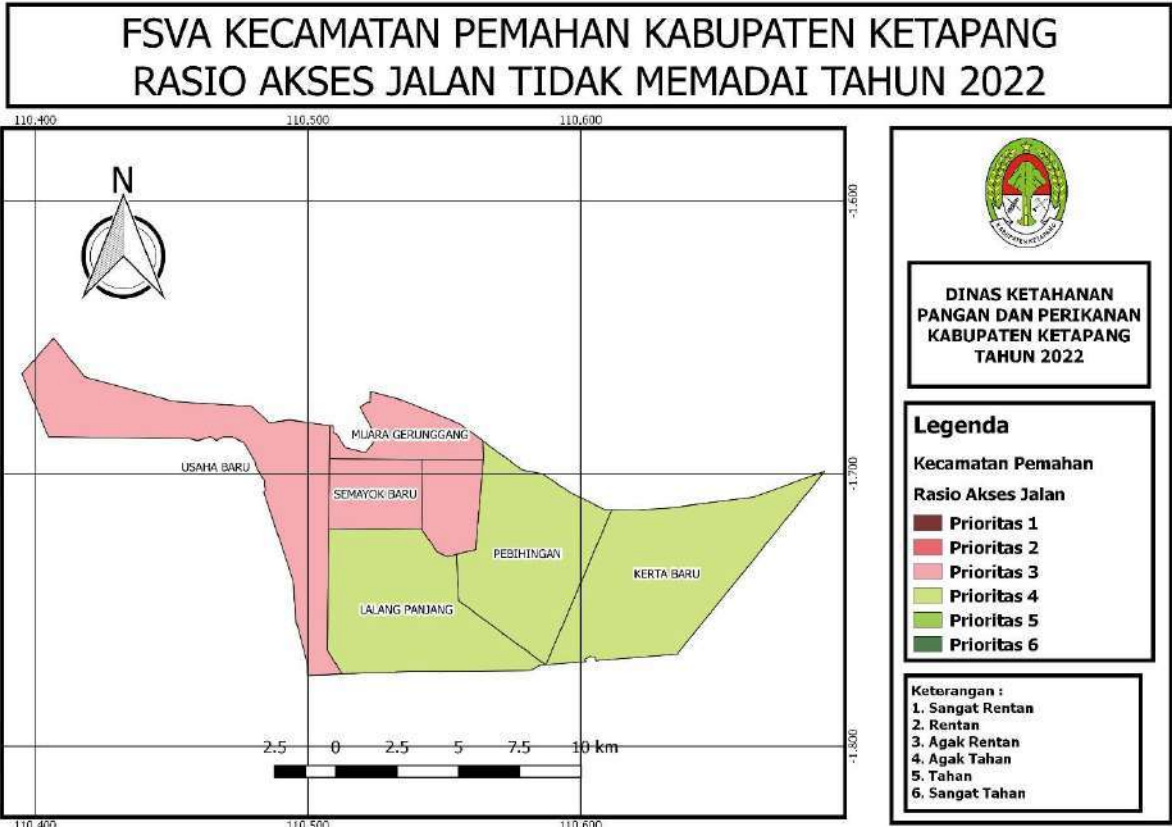 FSVA KECAMATAN PEMAHAN KABUPATEN KETAPANG
RASIO AKSES JALAN TIDAK MEMADAI TAHUN 2022
110.400
110.500
110.600
N
-1.600
-1.700
-1.800
MUARA GERUNGGANG
USAHA BARU
SEMAYOK BARU
PEBIHINGAN
KERTA BARU
LALANG PANJANG
2.5 0 2.5 5 7.5 10 km
110.400
110.500
110.600
KABUPATEN KETAPANG
DINAS KETAHANAN
PANGAN DAN PERIKANAN
KABUPATEN KETAPANG
TAHUN 2022
Legenda
Kecamatan Pemahan
Rasio Akses Jalan
Prioritas 1
Prioritas 2
Prioritas 3
Prioritas 4
Prioritas 5
Prioritas 6
Keterangan :
1. Sangat Rentan
2. Rentan
3. Agak Rentan
4. Agak Tahan
5. Tahan
6. Sangat Tahan